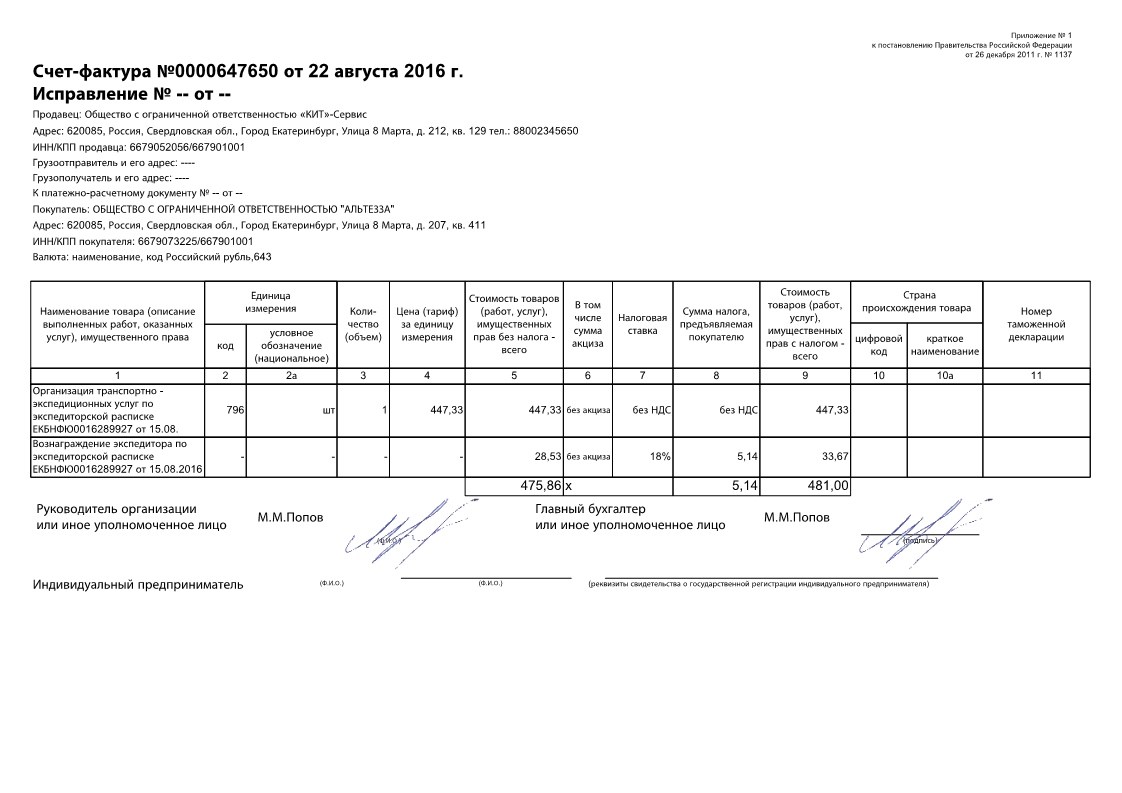 Приложение № 1
к постановлению Правительства Российской Федерации
от 26 декабря 2011 г. № 1137
Счет-фактура №0000647650 от 22 августа 2016 г.
Исправление № -- от --
Продавец: Общество с ограниченной ответственностью «КИТ»-Сервис
Адрес: 620085, Россия, Свердловская обл., Город Екатеринбург, Улица 8 Марта, д. 212, кв. 129 тел.: 88002345650
ИНН/КПП продавца: 6679052056/667901001
Грузоотправитель и его адрес: ----
Грузополучатель и его адрес: ----
К платежно-расчетному документу № -- от --
Покупатель: ОБЩЕСТВО С ОГРАНИЧЕННОЙ ОТВЕТСТВЕННОСТЬЮ "АЛЬТЕЗЗА"
Адрес: 620085, Россия, Свердловская обл., Город Екатеринбург, Улица 8 Марта, д. 207, кв. 411
ИНН/КПП покупателя: 6679073225/667901001
Валюта: наименование, код Российский рубль,643
Наименование товара (описание
выполненных работ, оказанных
услуг), имущественного права
Единица
измерения
код
условное
обозначение
(национальное)
Коли-
чество
(объем)
Цена (тариф)
за единицу
измерения
Стоимость товаров
(работ, услуг),
имущественных
прав без налога -
всего
В том
числе
сумма
акциза
Налоговая
ставка
Сумма налога,
предъявляемая
покупателю
Стоимость
товаров (работ,
услуг),
имущественных
прав с налогом -
всего
Страна
происхождения товара
цифровой
код
краткое
наименование
Номер
таможенной
декларации
1 2 2а 3 4 5 6 7 8 9 10 10а 11
Организация транспортно -
экспедиционных услуг по
экспедиторской расписке
ЕКБНФЮ0016289927 от 15.08.
796 шт 1 447,33 447,33 без акциза без НДС без НДС 447,33
Вознаграждение экспедитора по
экспедиторской расписке
ЕКБНФЮ0016289927 от 15.08.2016
- - - - 28,53 без акциза 18% 5,14 33,67
475,86 х 5,14 481,00
Руководитель организации
или иное уполномоченное лицо
М.М.Попов
(Ф.И.О.)
Главный бухгалтер
или иное уполномоченное лицо
М.М.Попов
(подпись)
Индивидуальный предприниматель
(Ф.И.О.) (Ф.И.О.) (реквизиты свидетельства о государственной регистрации индивидуального предпринимателя)